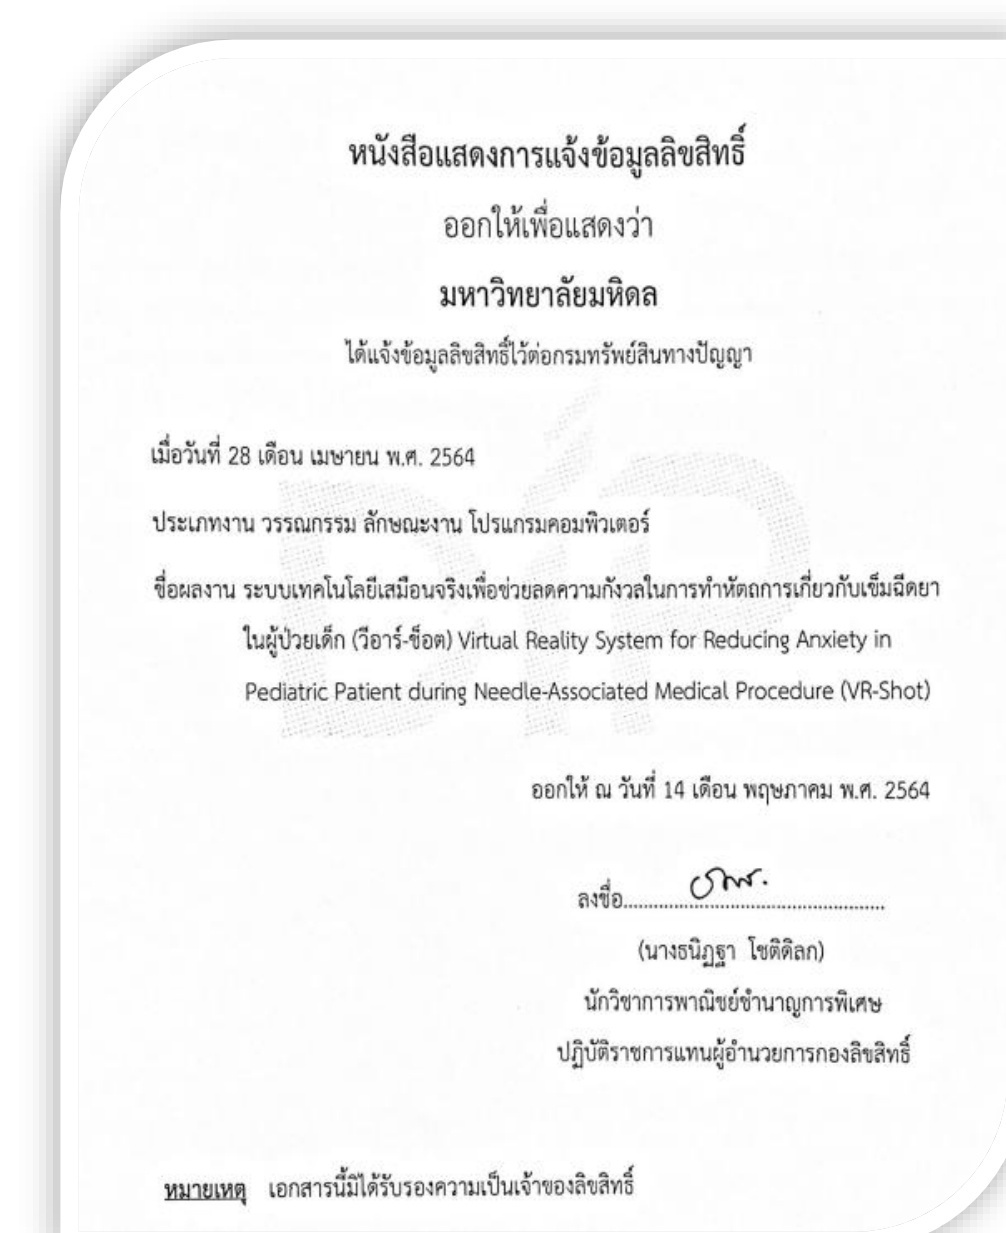 หนังสือแสดงการแจ้งข้อมูลลิขสิทธิ์
ออกให้เพื่อแสดงว่า
มหาวิทยาลัยมหิดล
ได้แจ้งข้อมูลลิขสิทธิ์ไว้ต่อกรมทรัพย์สินทางปัญญา
เมื่อวันที่ 28 เดือน เมษายน พ.ศ. 2564
ประเภทงาน วรรณกรรม ลักษณะงาน โปรแกรมคอมพิวเตอร์
ชื่อผลงาน ระบบเทคโนโลยีเสมือนจริงเพื่อช่วยลดความกังวลในการทำหัตถการเกี่ยวกับเข็มฉีดยา
ในผู้ป่วยเด็ก (วีอาร์-ช็อต) Virtual Reality System for Reducing Anxiety in
Pediatric Patient during Needle-Associated Medical Procedure (VR-Shot)
DiP
ออกให้ ณ วันที่ 14 เดือน พฤษภาคม พ.ศ. 2564
ลงชื่อ....................................................
(นางธนิฏฐา โชติดิลก)
นักวิชาการพาณิชย์ชำนาญการพิเศษ
ปฏิบัติราชการแทนผู้อำนวยการกองลิขสิทธิ์
หมายเหตุ เอกสารนี้มิได้รับรองความเป็นเจ้าของลิขสิทธิ์